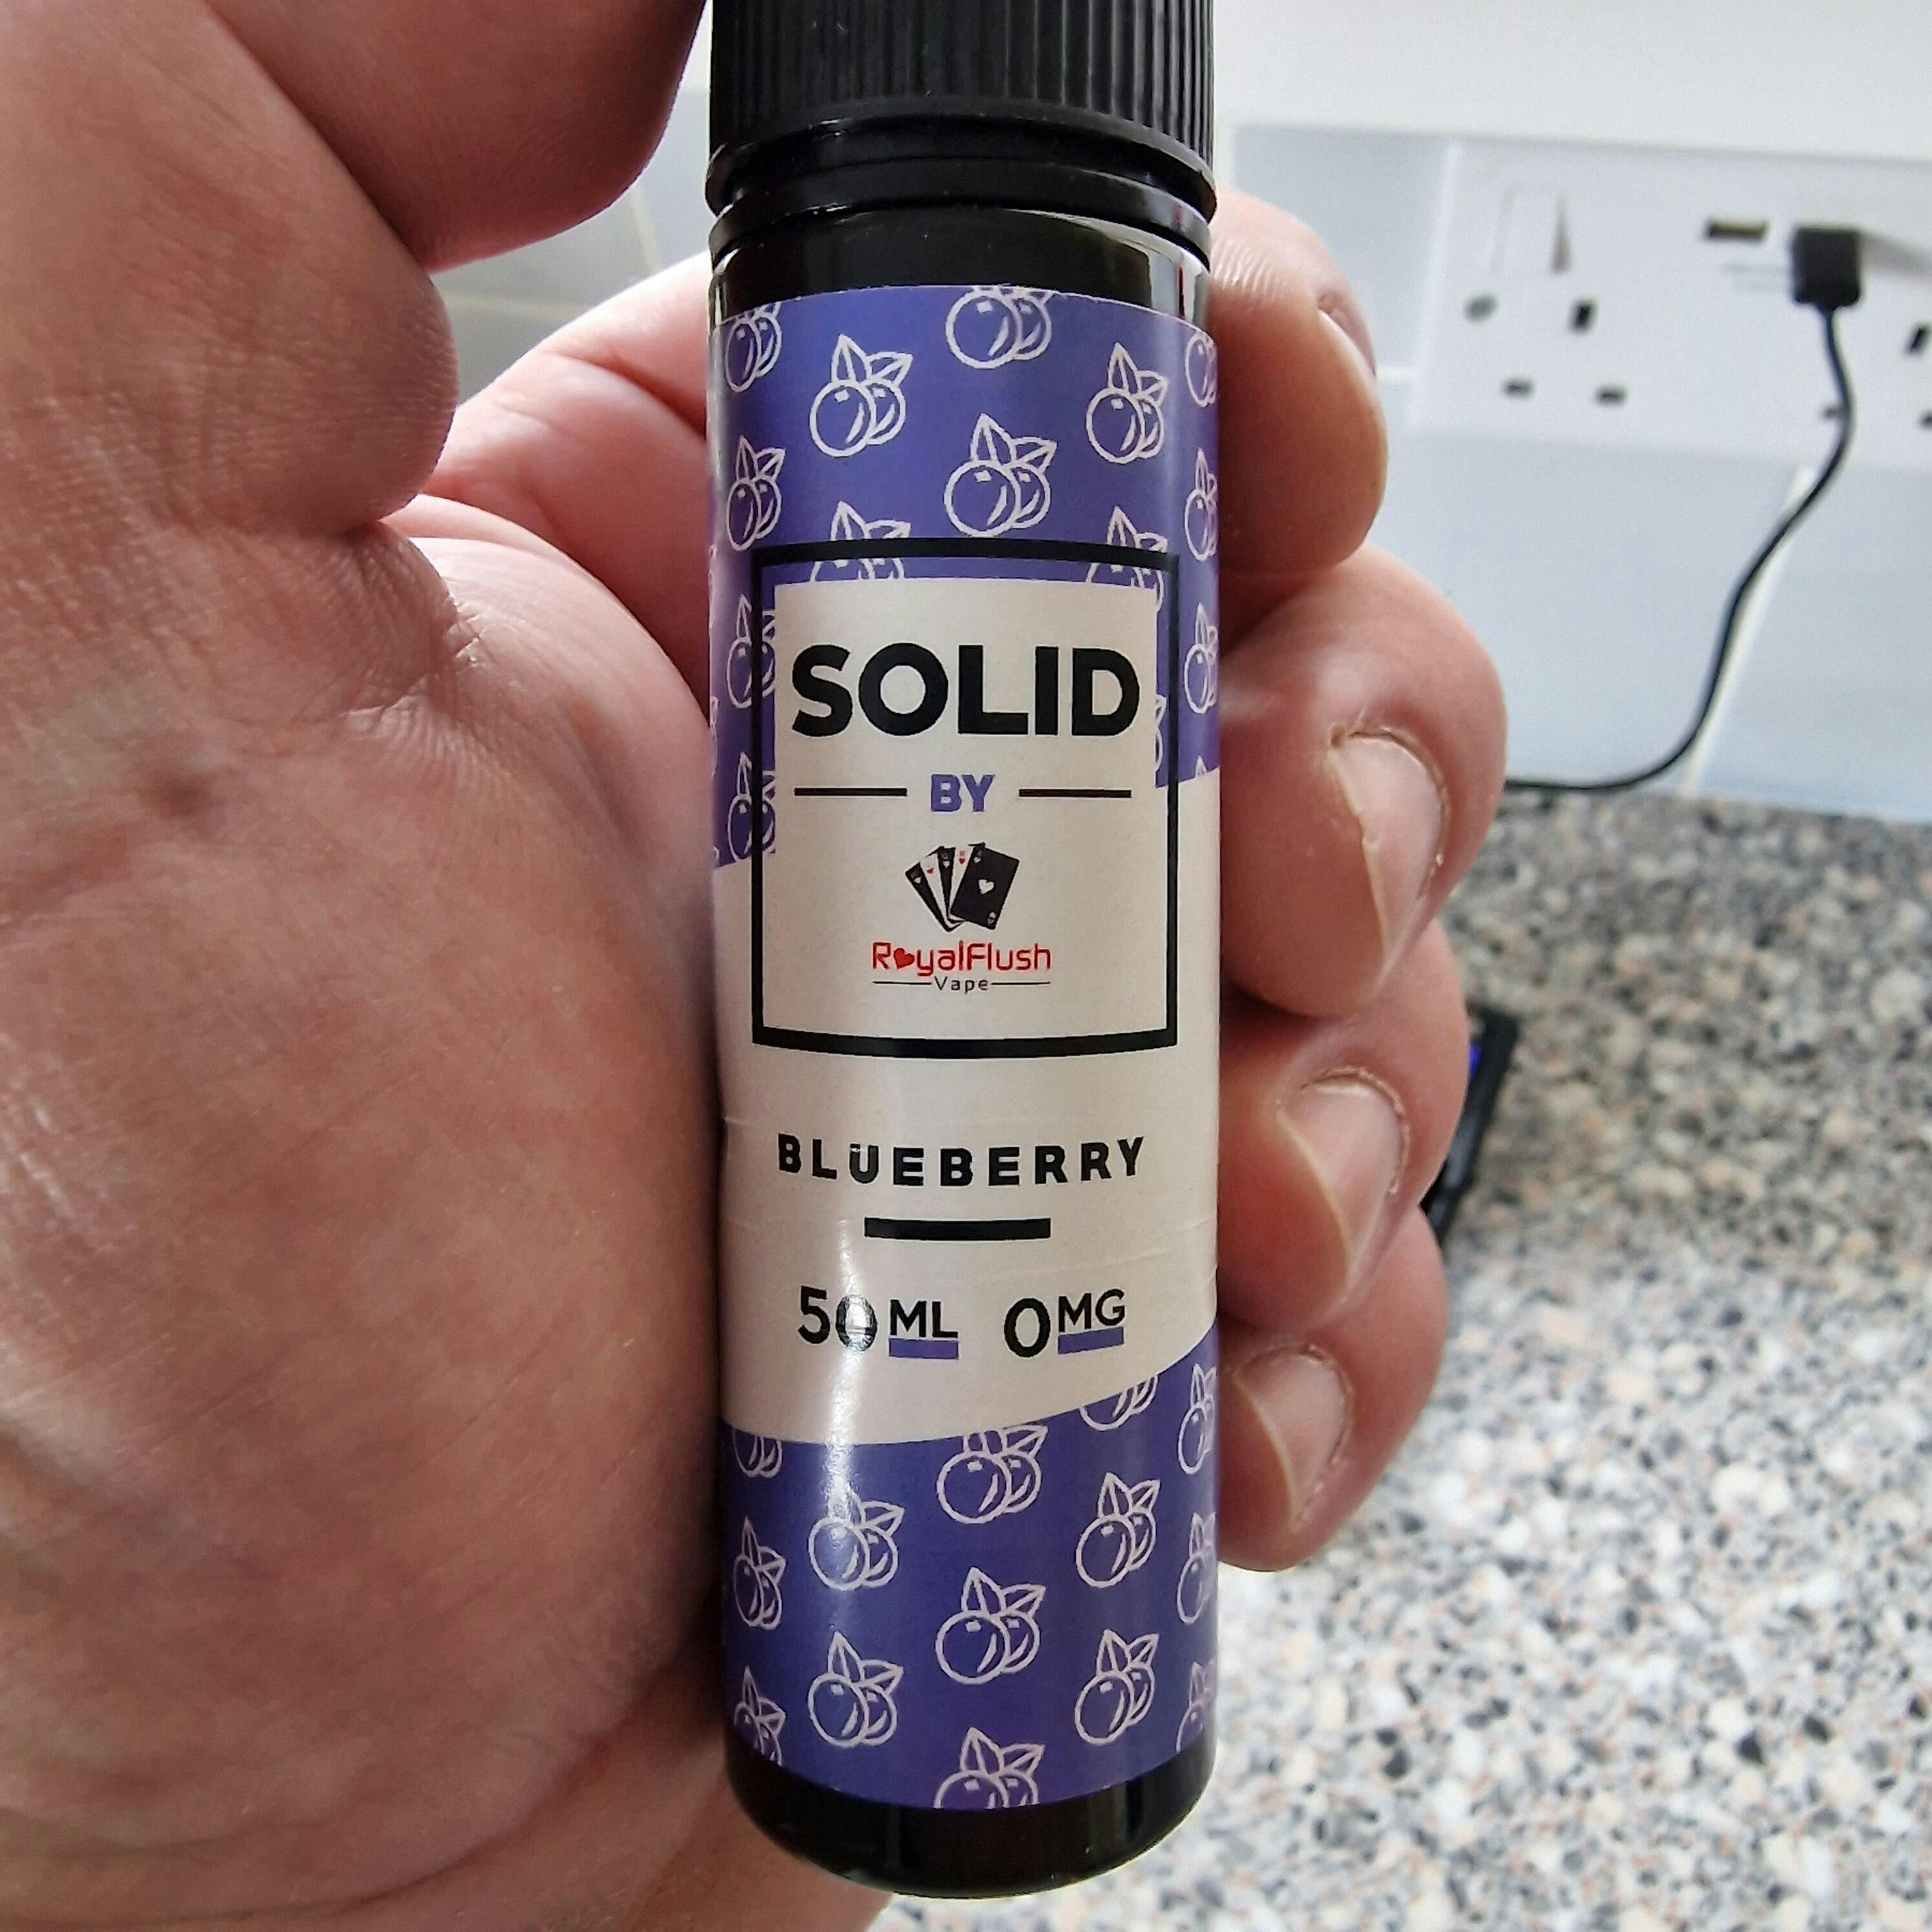 SOLID
BY
RoyalFlush
Vape
BLUEBERRY
50ML 0MG